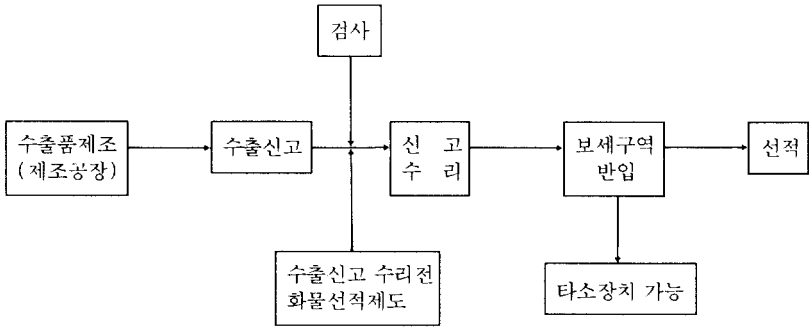 검사
수출품제조
(제조공장)
수출신고
신 고
수 리
보세구역
반입
선적
수출신고 수리전
화물선적제도
타소장치 가능